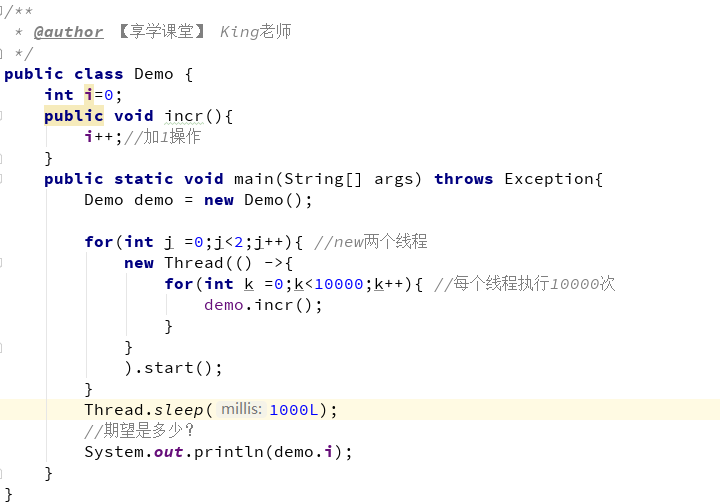 /**
 * @author 【享学课堂】 King老师
 */
public class Demo {
    int i=0;
    public void incr(){
        i++;//加1操作
    }
    public static void main(String[] args) throws Exception{
        Demo demo = new Demo();
        for(int j =0;j<2;j++){ //new两个线程
            new Thread(() ->{
                for(int k =0;k<10000;k++){ //每个线程执行10000次
                    demo.incr();
                }
            }
            ).start();
        }
        Thread.sleep( millis: 1000L);
        //期望是多少？
        System.out.println(demo.i);
    }
}